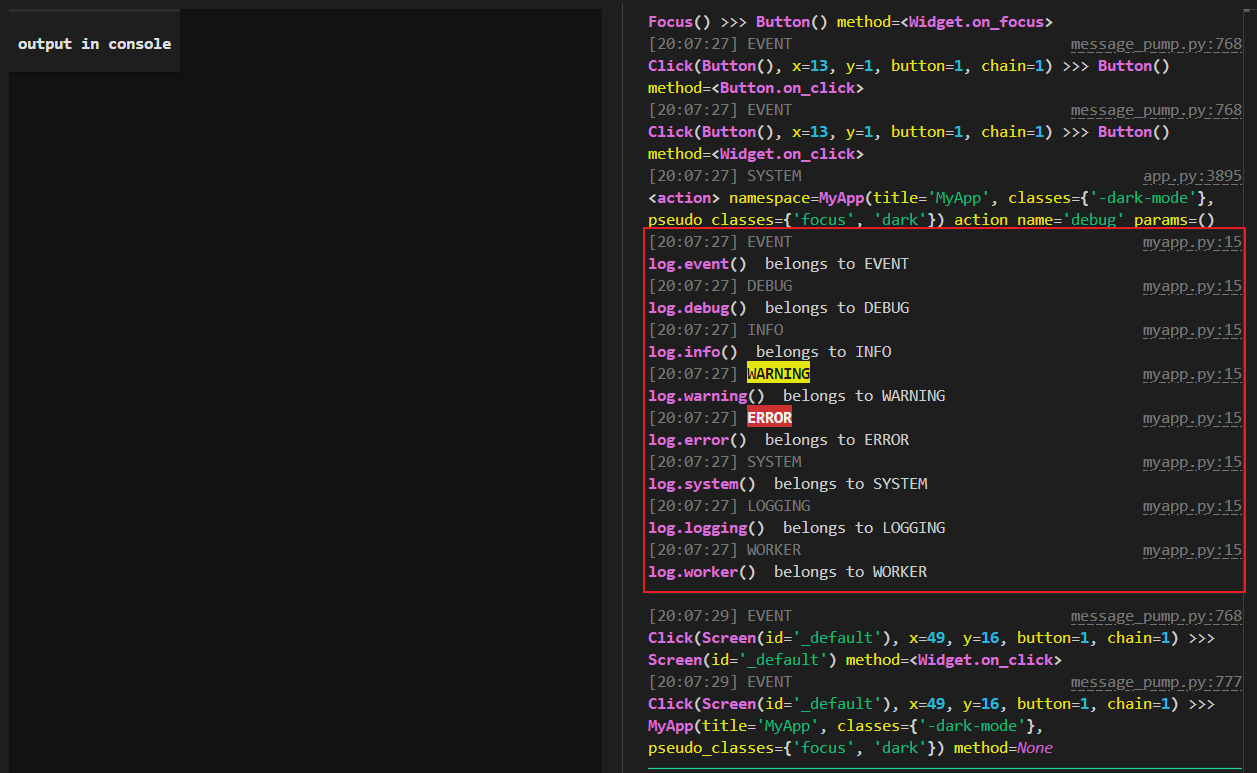 output in console
Focus() >>> Button() method=<Widget.on_focus>
[20:07:27] EVENT message_pump.py:768
Click(Button(), x=13, y=1, button=1, chain=1) >>> Button()
method=<Button.on_click>
[20:07:27] EVENT message_pump.py:768
Click(Button(), x=13, y=1, button=1, chain=1) >>> Button()
method=<Widget.on_click>
[20:07:27] SYSTEM app.py:3895
<action> namespace=MyApp(title='MyApp', classes={'-dark-mode'},
pseudo_classes={'focus', 'dark'}) action_name='debug' params=()
[20:07:27] EVENT myapp.py:15
log.event()  belongs to EVENT
[20:07:27] DEBUG myapp.py:15
log.debug()  belongs to DEBUG
[20:07:27] INFO myapp.py:15
log.info()  belongs to INFO
[20:07:27] WARNING myapp.py:15
log.warning()  belongs to WARNING
[20:07:27] ERROR myapp.py:15
log.error()  belongs to ERROR
[20:07:27] SYSTEM myapp.py:15
log.system()  belongs to SYSTEM
[20:07:27] LOGGING myapp.py:15
log.logging()  belongs to LOGGING
[20:07:27] WORKER myapp.py:15
log.worker()  belongs to WORKER
[20:07:29] EVENT message_pump.py:768
Click(Screen(id='_default'), x=49, y=16, button=1, chain=1) >>>
Screen(id='_default') method=<Widget.on_click>
[20:07:29] EVENT message_pump.py:777
Click(Screen(id='_default'), x=49, y=16, button=1, chain=1) >>>
MyApp(title='MyApp', classes={'-dark-mode'},
pseudo_classes={'focus', 'dark'}) method=None